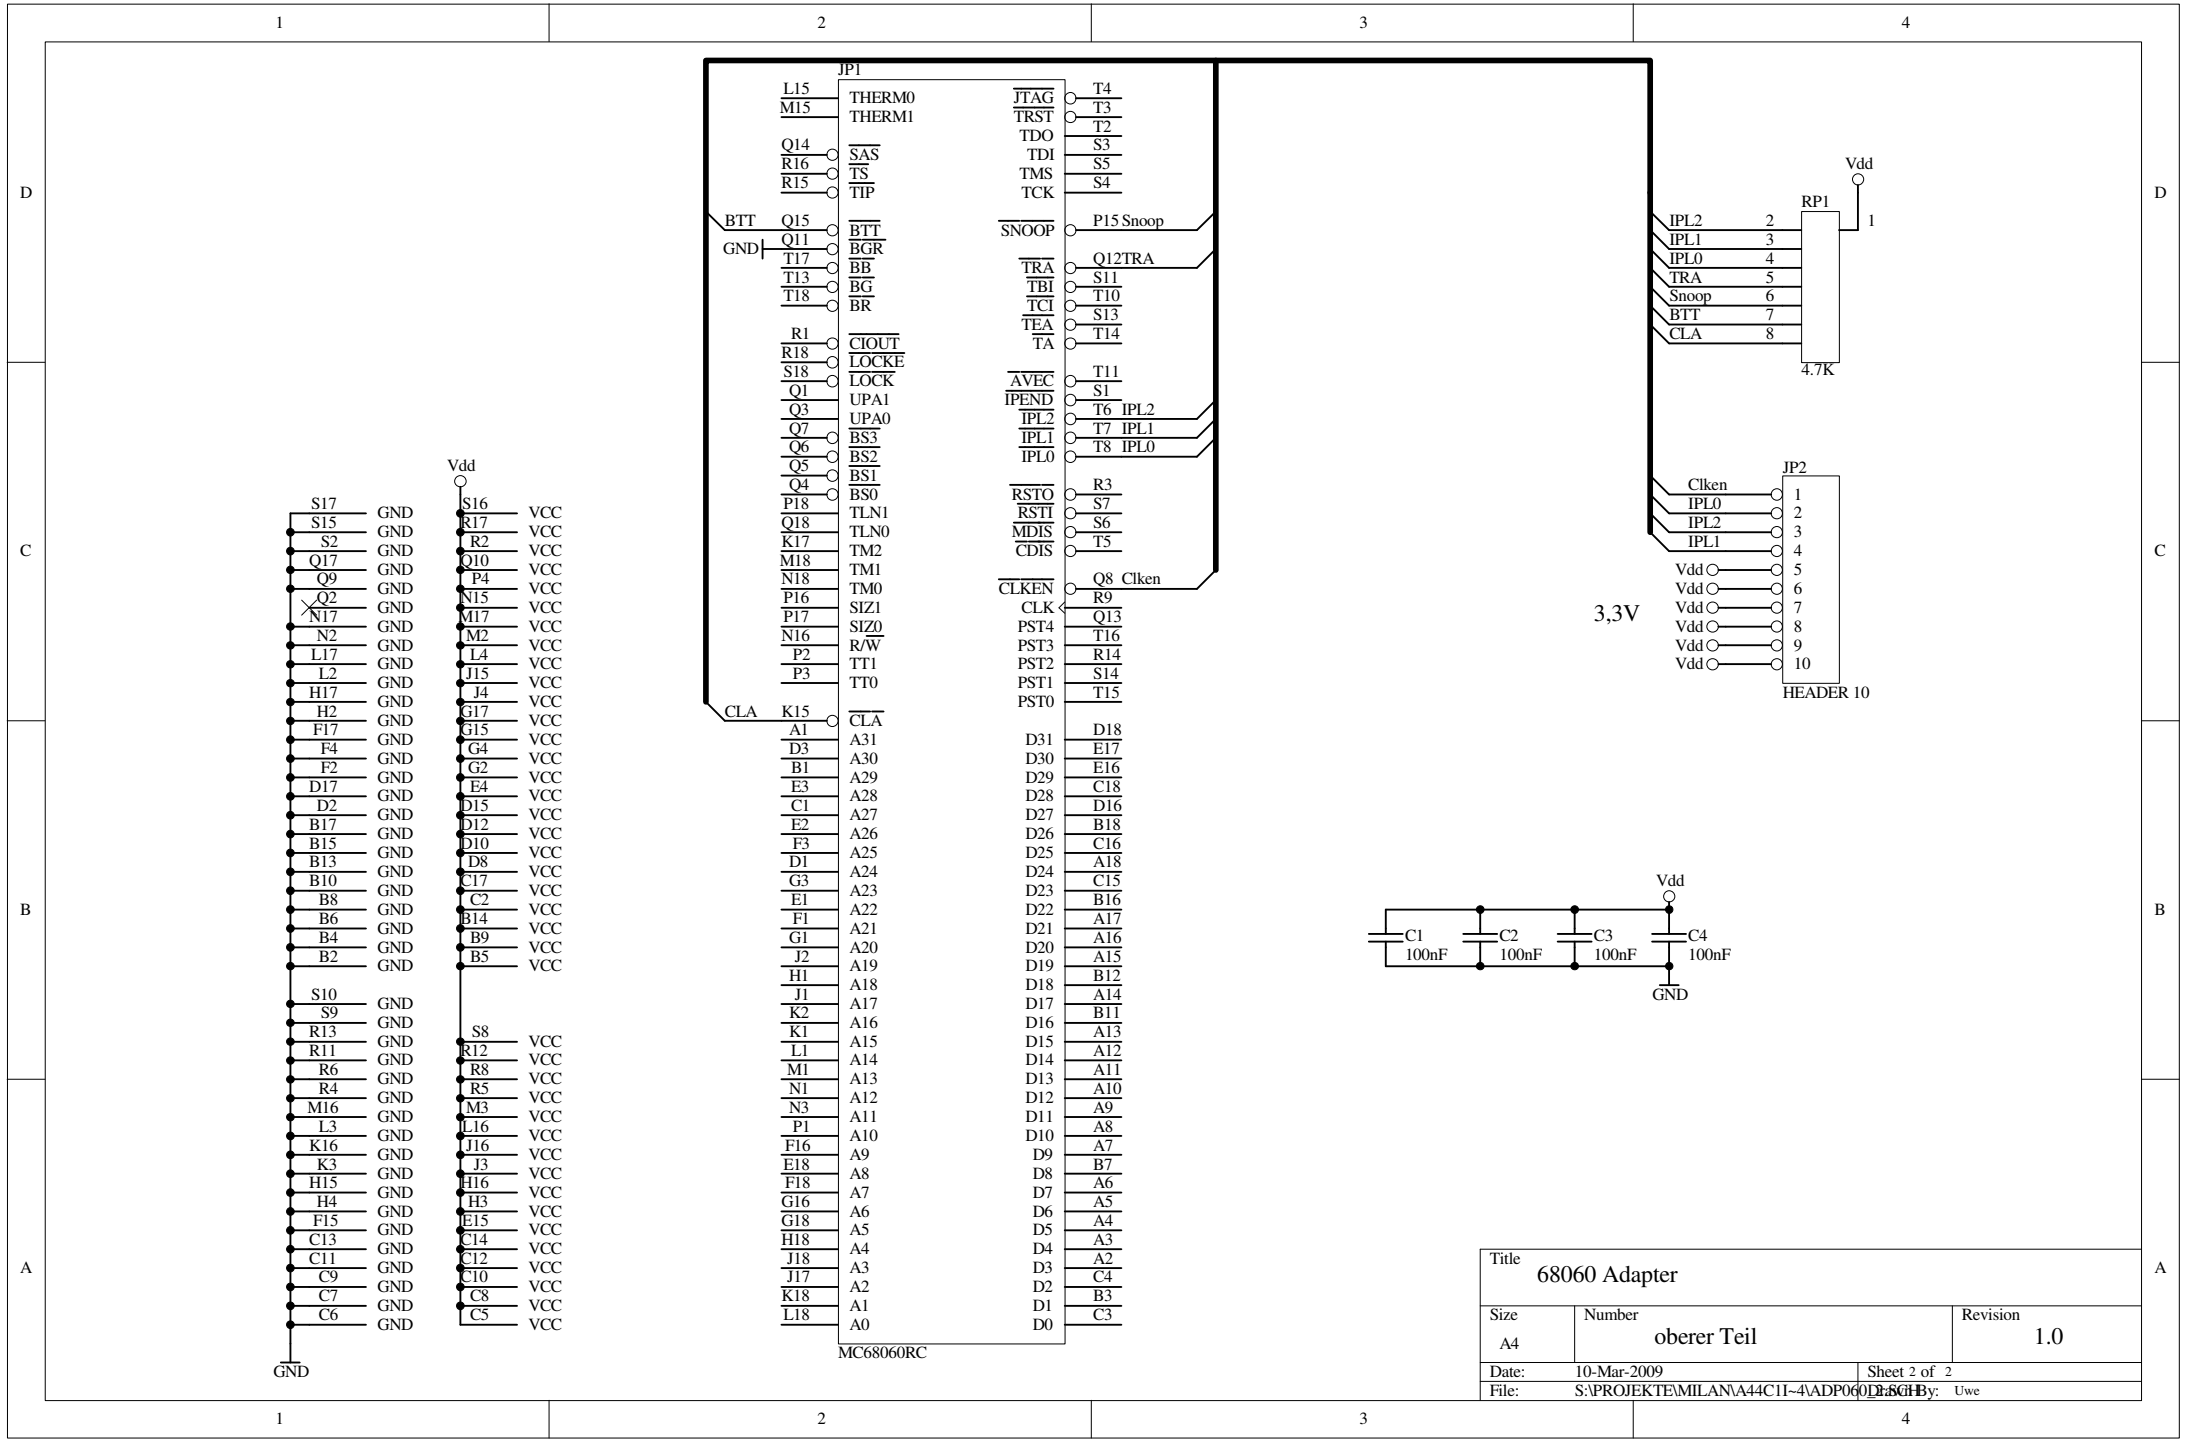 1 2 3 4
D D
C C
B B
A A
S17 GND
S15 GND
S2 GND
Q17 GND
Q9 GND
Q2 GND
N17 GND
N2 GND
L17 GND
L2 GND
H17 GND
H2 GND
F17 GND
F4 GND
F2 GND
D17 GND
D2 GND
B17 GND
B15 GND
B13 GND
B10 GND
B8 GND
B6 GND
B4 GND
B2 GND
S10 GND
S9 GND
R13 GND
R11 GND
R6 GND
R4 GND
M16 GND
L3 GND
K16 GND
K3 GND
H15 GND
H4 GND
F15 GND
C13 GND
C11 GND
C9 GND
C7 GND
C6 GND
GND
Vdd
S16 VCC
R17 VCC
R2 VCC
Q10 VCC
P4 VCC
N15 VCC
M17 VCC
M2 VCC
L4 VCC
J15 VCC
J4 VCC
G17 VCC
G15 VCC
G4 VCC
G2 VCC
E4 VCC
D15 VCC
D12 VCC
D10 VCC
D8 VCC
C17 VCC
C2 VCC
B14 VCC
B9 VCC
B5 VCC
S8 VCC
R12 VCC
R8 VCC
R5 VCC
M3 VCC
L16 VCC
J16 VCC
J3 VCC
H16 VCC
H3 VCC
E15 VCC
C14 VCC
C12 VCC
C10 VCC
C8 VCC
C5 VCC
JP1
L15 THERM0
M15 THERM1
Q14 SAS
R16 TS
R15 TIP
BTT Q15 BTT
GND Q11 BGR
T17 BB
T13 BG
T18 BR
R1 CIOUT
R18 LOCKE
S18 LOCK
Q1 UPA1
Q3 UPA0
Q7 BS3
Q6 BS2
Q5 BS1
Q4 BS0
P18 TLN1
Q18 TLN0
K17 TM2
M18 TM1
N18 TM0
P16 SIZ1
P17 SIZ0
N16 R/W
P2 TT1
P3 TT0
CLA K15 CLA
A1 A31
D3 A30
B1 A29
E3 A28
C1 A27
E2 A26
F3 A25
D1 A24
G3 A23
E1 A22
F1 A21
G1 A20
J2 A19
H1 A18
J1 A17
K2 A16
K1 A15
L1 A14
M1 A13
N1 A12
N3 A11
P1 A10
F16 A9
E18 A8
F18 A7
G16 A6
G18 A5
H18 A4
J18 A3
J17 A2
K18 A1
L18 A0
JTAG T4
TRST T3
TDO T2
TDI S3
TMS S5
TCK S4
SNOOP P15 Snoop
TRA Q12 TRA
TBI S11
TCI T10
TEA S13
TA T14
AVEC T11
IPEND S1
IPL2 T6 IPL2
IPL1 T7 IPL1
IPL0 T8 IPL0
RSTO R3
RSTI S7
MDIS S6
CDIS T5
CLKEN Q8 Clken
CLK R9
PST4 Q13
PST3 T16
PST2 R14
PST1 S14
PST0 T15
D31 D18
D30 E17
D29 E16
D28 C18
D27 D16
D26 B18
D25 C16
D24 A18
D23 C15
D22 B16
D21 A17
D20 A16
D19 A15
D18 B12
D17 A14
D16 B11
D15 A13
D14 A12
D13 A11
D12 A10
D11 A9
D10 A8
D9 A7
D8 B7
D7 A6
D6 A5
D5 A4
D4 A3
D3 A2
D2 C4
D1 B3
D0 C3
MC68060RC
Vdd
RP1
IPL2 2 1
IPL1 3
IPL0 4
TRA 5
Snoop 6
BTT 7
CLA 8
4.7K
JP2
Clken 1
IPL0 2
IPL2 3
IPL1 4
Vdd 5
Vdd 6
Vdd 7
3,3V
Vdd 8
Vdd 9
Vdd 10
HEADER 10
Vdd
C1 C2 C3 C4
100nF 100nF 100nF 100nF
GND
Title
68060 Adapter
Size Number Revision
A4 oberer Teil 1.0
Date: 10-Mar-2009 Sheet 2 of 2
File: S:\PROJEKTE\MILAN\A44C1I~4\ADP060_2.SCH Drawn By: Uwe
1 2 3 4